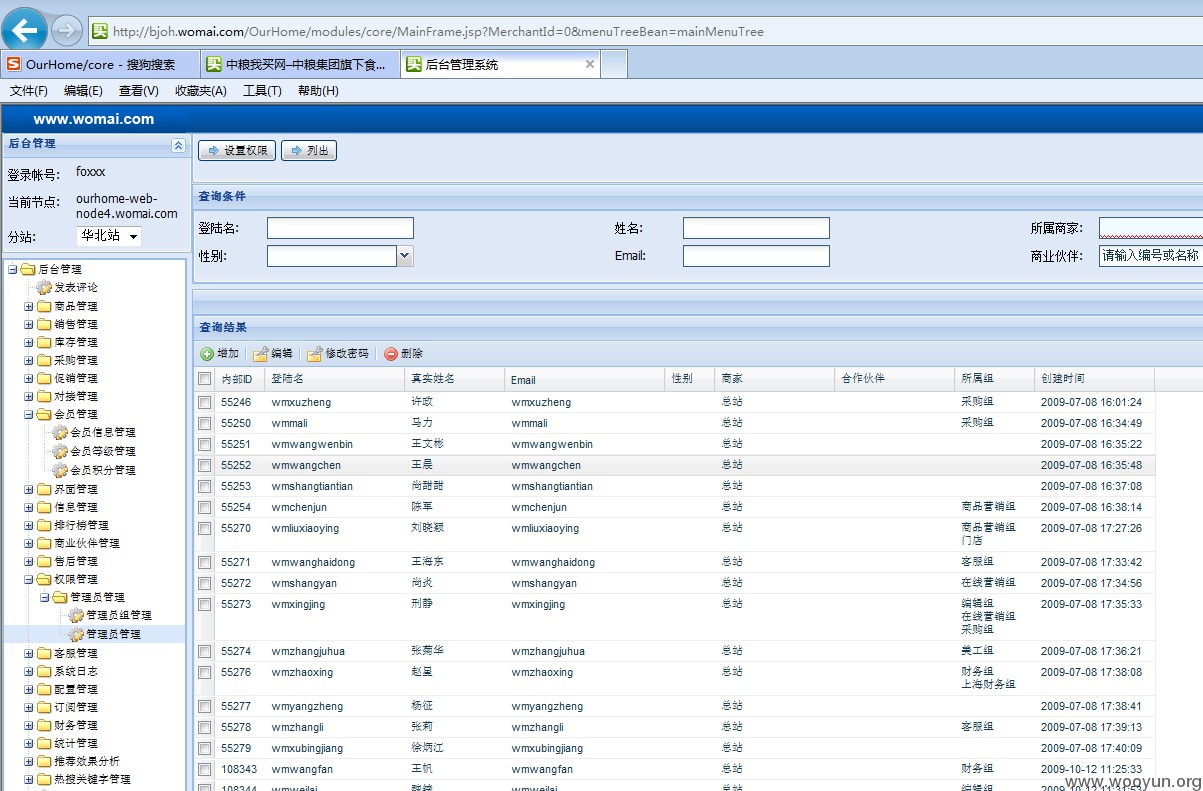 http://bjoh.womai.com/OurHome/modules/core/MainFrame.jsp?MerchantId=0&menuTreeBean=mainMenuTree
OurHome/core - 搜狗搜索 中粮我买网–中粮集团旗下食... 后台管理系统
文件(F) 编辑(E) 查看(V) 收藏夹(A) 工具(T) 帮助(H)
www.womai.com
后台管理
登录帐号: foxxx
当前节点: ourhome-web-
node4.womai.com
分站: 华北站
后台管理
发表评论
商品管理
销售管理
库存管理
采购管理
促销管理
对接管理
会员管理
会员信息管理
会员等级管理
会员积分管理
界面管理
信息管理
排行榜管理
商业伙伴管理
售后管理
权限管理
管理员管理
管理员组管理
管理员管理
客服管理
系统日志
配置管理
订阅管理
财务管理
统计管理
推荐效果分析
热搜关键字管理
设置权限 列出
查询条件
登陆名: 姓名: 所属商家:
性别: Email: 商业伙伴: 请输入编号或名称
查询结果
增加 编辑 修改密码 删除
内部ID 登陆名 真实姓名 Email 性别 商家 合作伙伴 所属组 创建时间
55246 wmxuzheng 许政 wmxuzheng 总站 采购组 2009-07-08 16:01:24
55250 wmmali 马力 wmmali 总站 采购组 2009-07-08 16:34:49
55251 wmwangwenbin 王文彬 wmwangwenbin 总站 2009-07-08 16:35:22
55252 wmwangchen 王晨 wmwangchen 总站 2009-07-08 16:35:48
55253 wmshangtiantian 尚甜甜 wmshangtiantian 总站 2009-07-08 16:37:08
55254 wmchenjun 陈军 wmchenjun 总站 商品营销组 2009-07-08 16:38:14
55270 wmliuxiaoying 刘晓颖 wmliuxiaoying 总站 商品营销组 2009-07-08 17:27:26
门店
55271 wmwanghaidong 王海东 wmwanghaidong 总站 客服组 2009-07-08 17:33:42
55272 wmshangyan 尚炎 wmshangyan 总站 在线营销组 2009-07-08 17:34:56
55273 wmxingjing 刑静 wmxingjing 总站 编辑组 2009-07-08 17:35:33
在线营销组
采购组
55274 wmzhangjuhua 张菊华 wmzhangjuhua 总站 美工组 2009-07-08 17:36:21
55276 wmzhaoxing 赵星 wmzhaoxing 总站 财务组 2009-07-08 17:38:08
上海财务组
55277 wmyangzheng 杨征 wmyangzheng 总站 2009-07-08 17:38:41
55278 wmzhangli 张莉 wmzhangli 总站 客服组 2009-07-08 17:39:13
55279 wmxubingjiang 徐炳江 wmxubingjiang 总站 2009-07-08 17:40:09
108343 wmwangfan 王帆 wmwangfan 总站 财务组 2009-10-12 11:25:33
108344 wmweilai wmweilai 总站 2009-10-12 11:31:53
www.wooyun.org